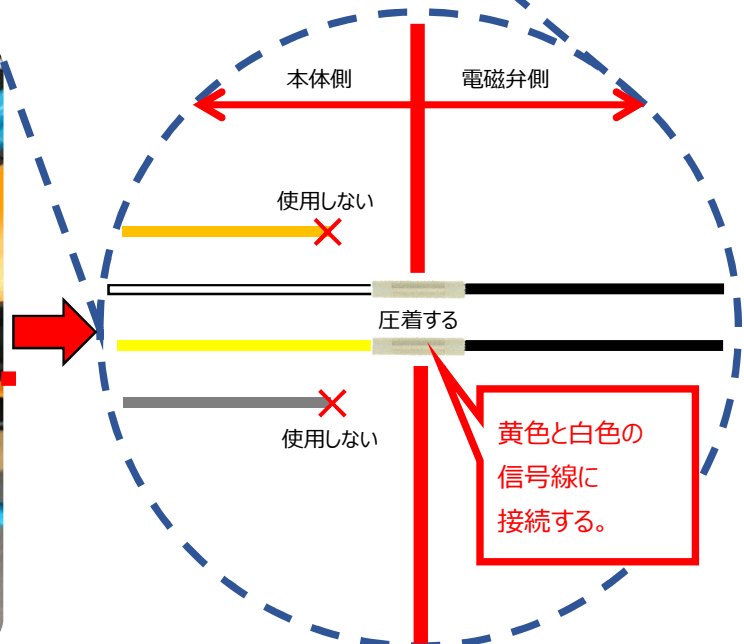 本体側
電磁弁側
使用しない
圧着する
使用しない
黄色と白色の
信号線に
接続する。